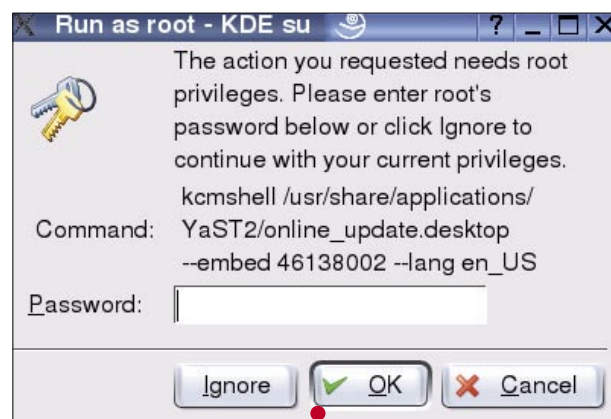 Run as root - KDE su
The action you requested needs root
privileges. Please enter root's
password below or click Ignore to
continue with your current privileges.
kcmshell /usr/share/applications/
Command: YaST2/online_update.desktop
--embed 46138002 --lang en_US
Password:
Ignore OK Cancel